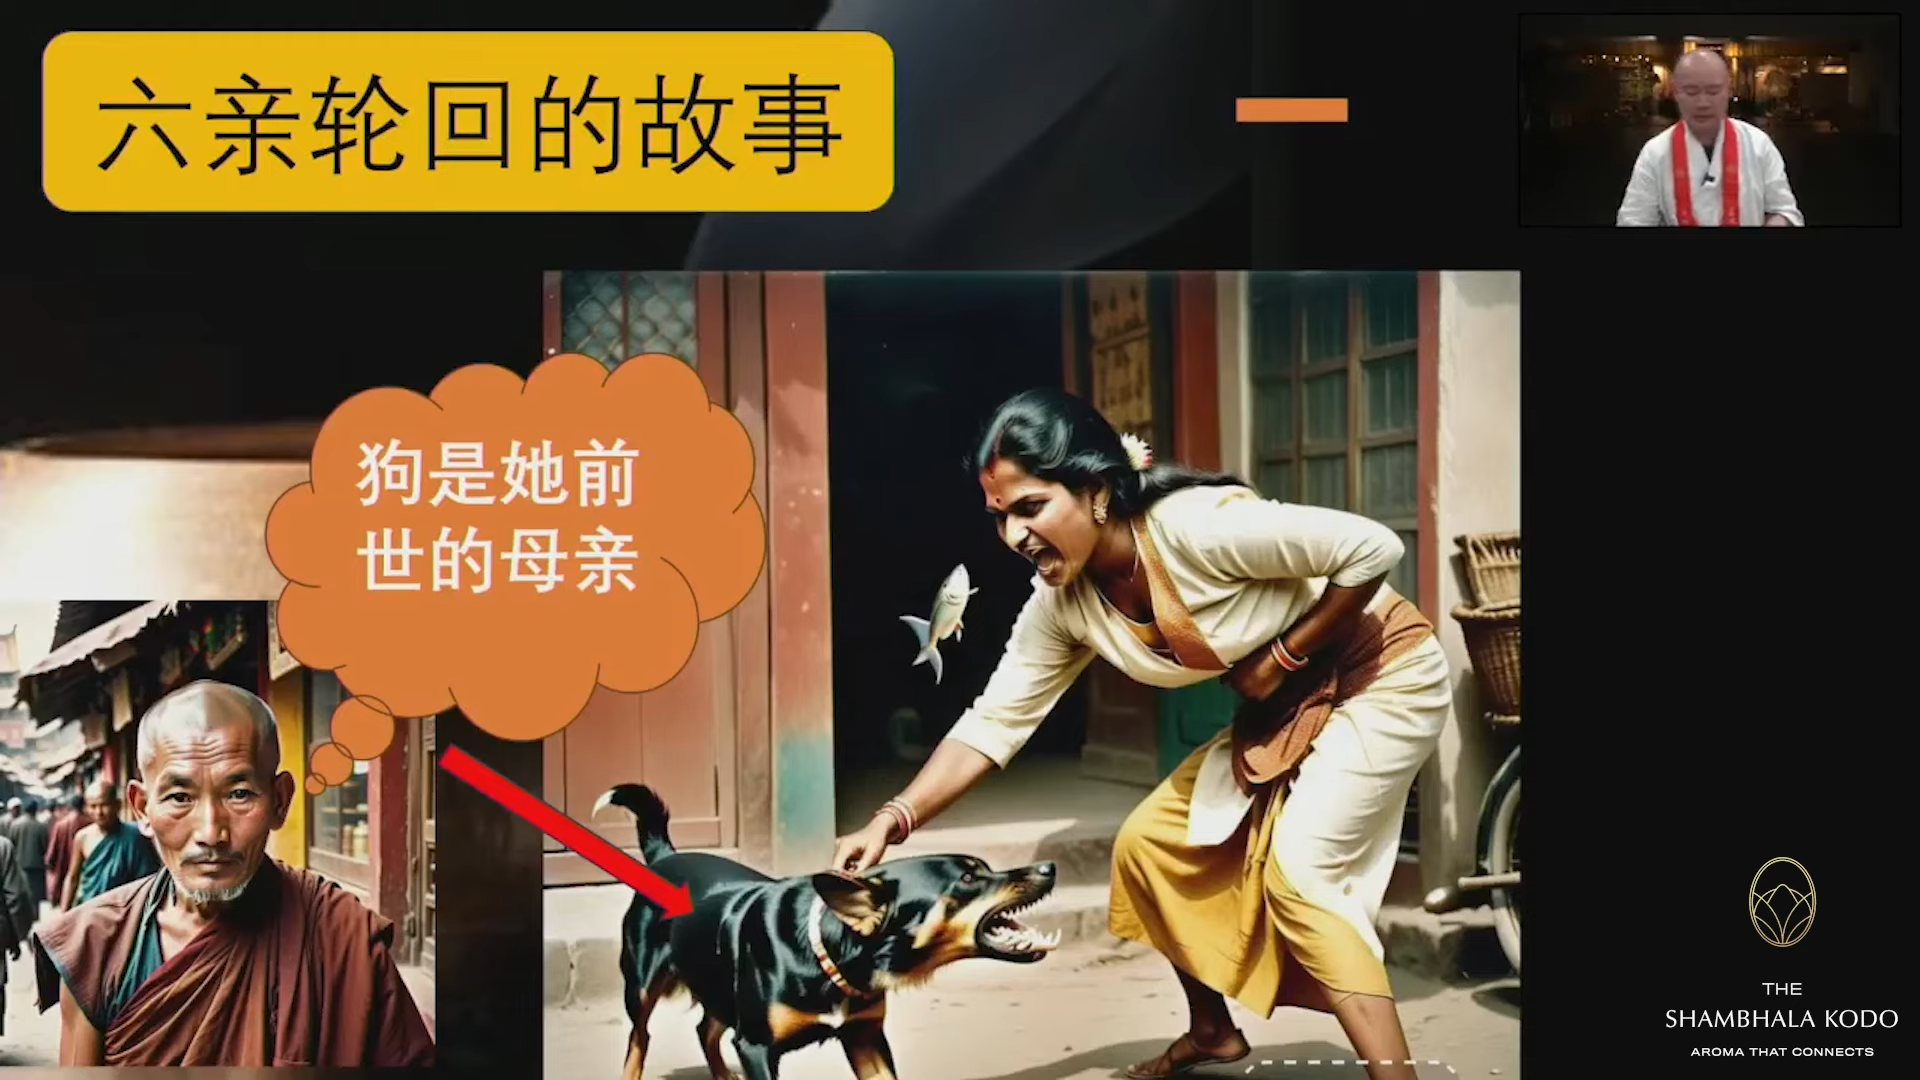 六亲轮回的故事
狗是她前
世的母亲
THE
SHAMBHALA KODO
AROMA THAT CONNECTS